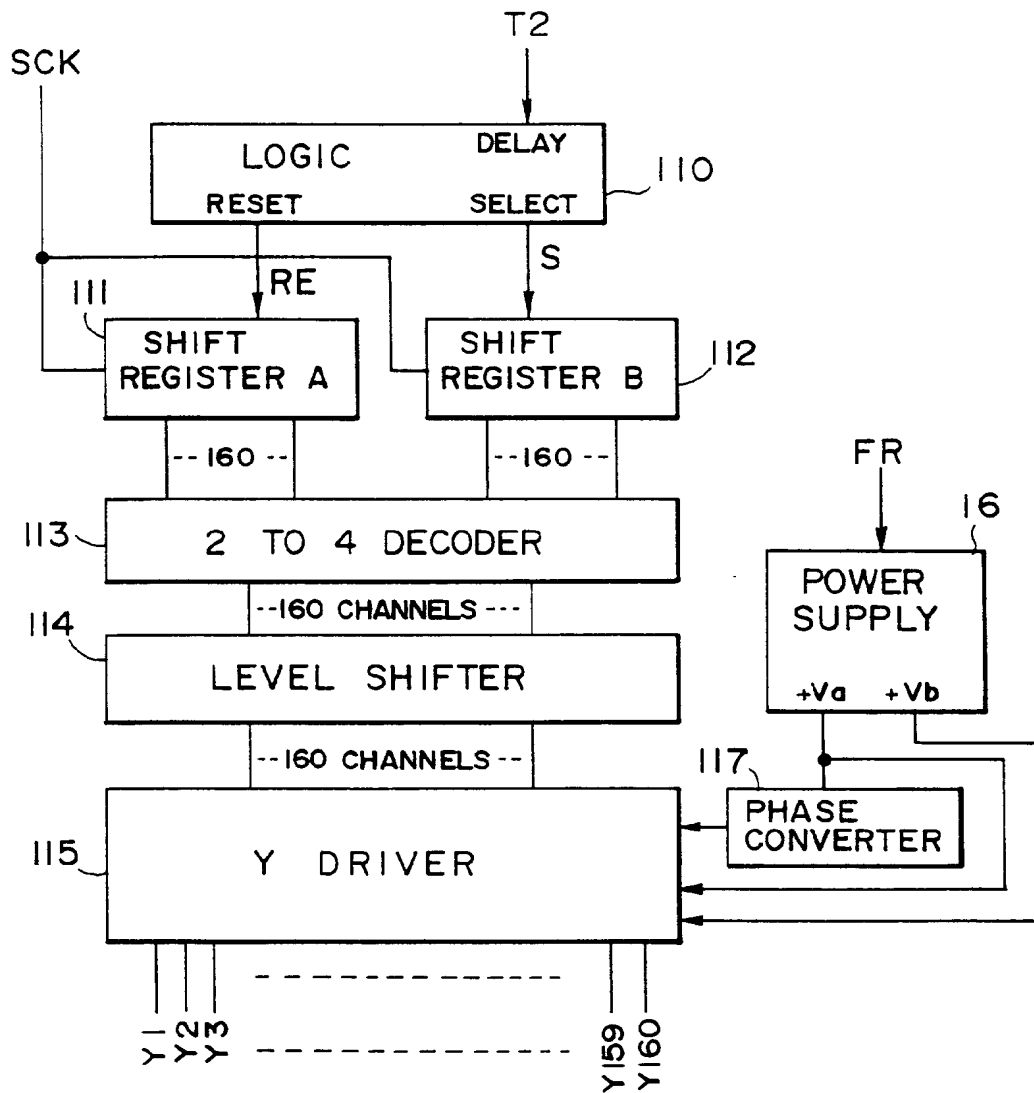 T2
SCK
LOGIC
DELAY
110
RESET
SELECT
RE
S
111
SHIFT
REGISTER A
SHIFT
REGISTER B
112
--160--
--160--
FR
113
2 TO 4 DECODER
16
POWER
SUPPLY
+Va
+Vb
--160 CHANNELS---
114
LEVEL SHIFTER
--160 CHANNELS--
117
PHASE
CONVERTER
115
Y DRIVER
Y1
Y2
Y3
Y159
Y160